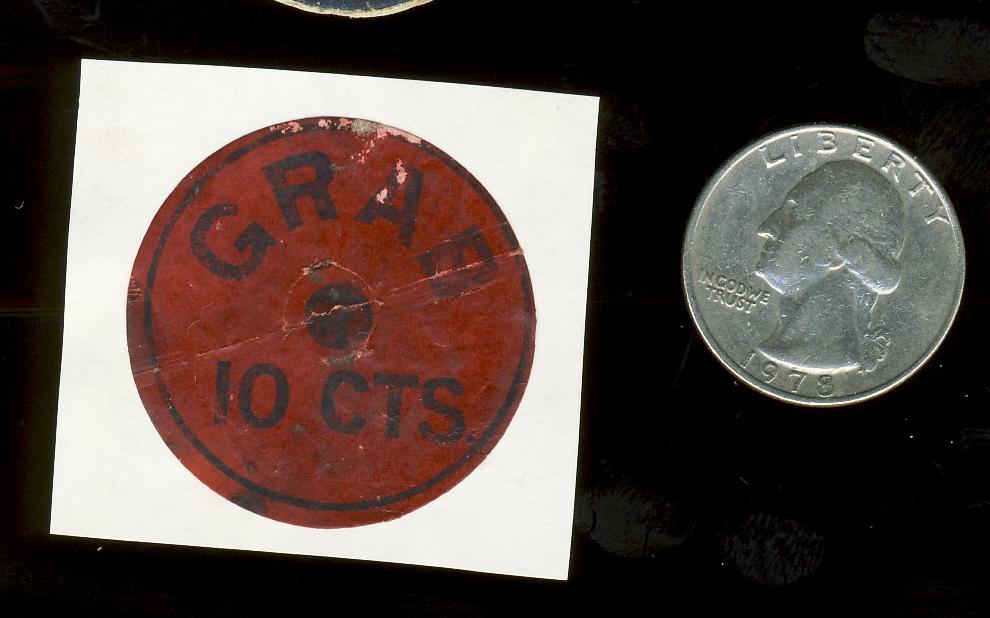 GRAB
10 CTS.
LIBERTY
IN GOD WE
TRUST
1978